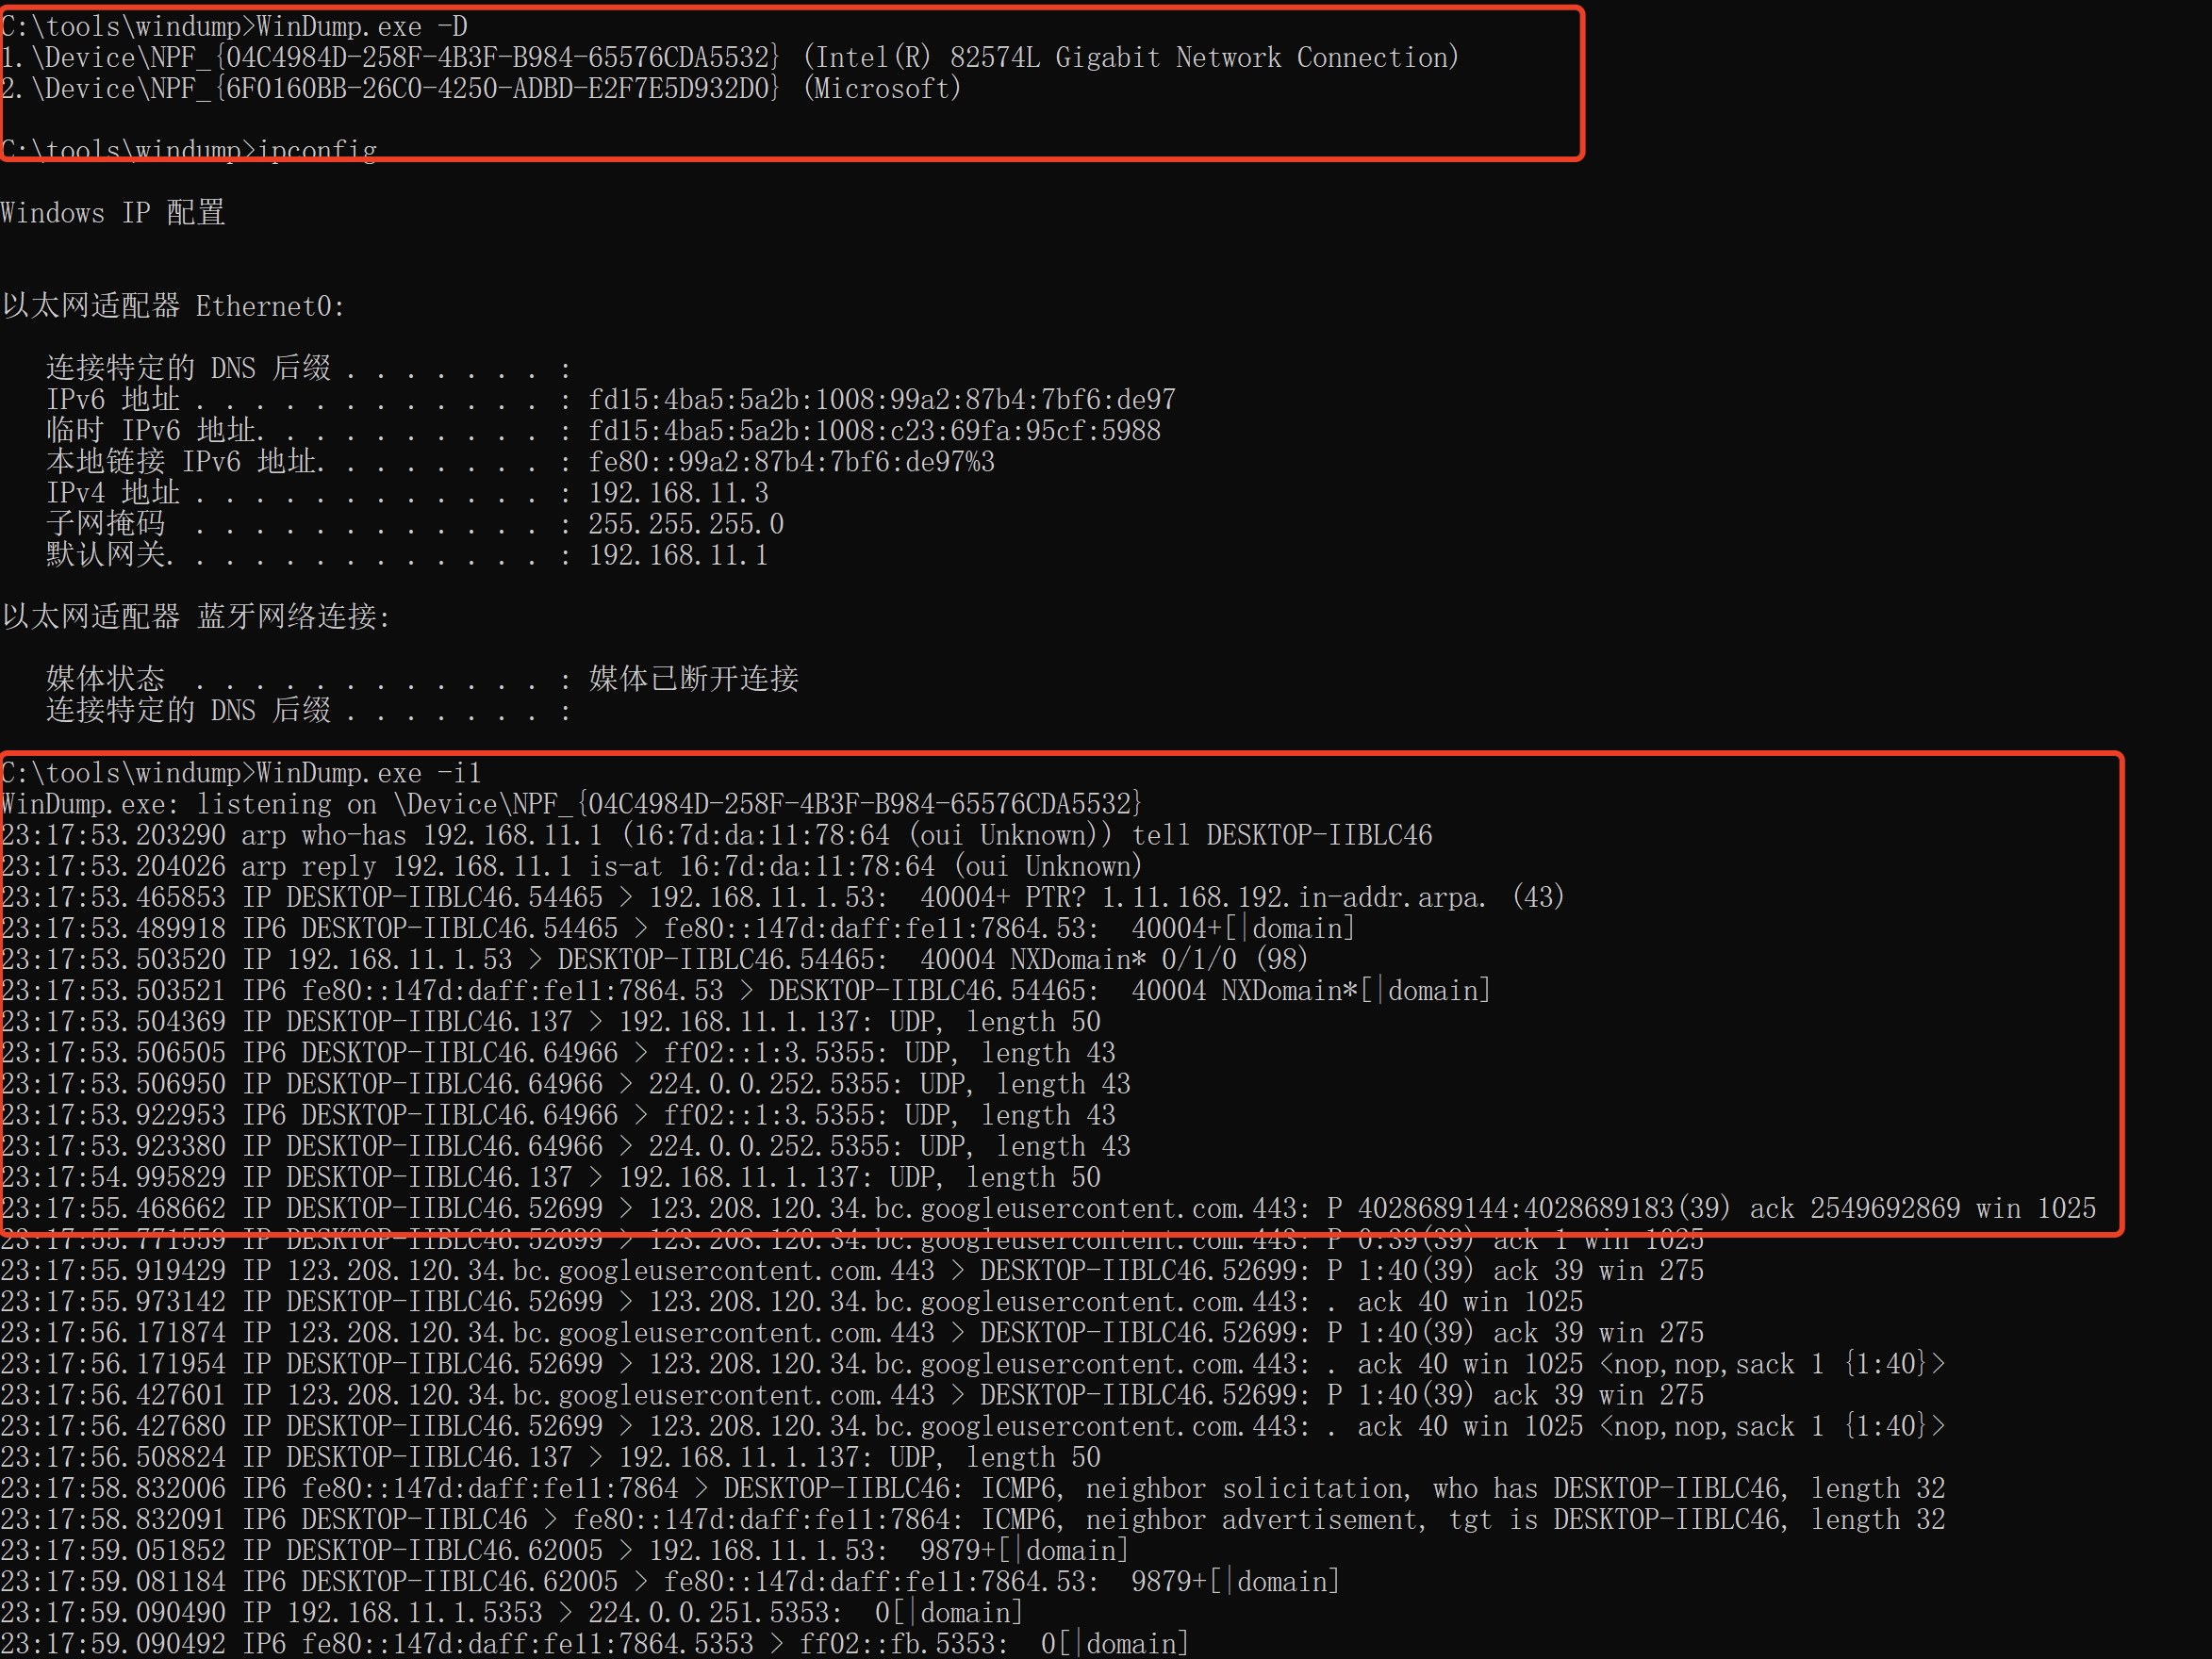 C:\tools\windump>WinDump.exe -D
1.\Device\NPF_{04C4984D-258F-4B3F-B984-65576CDA5532} (Intel(R) 82574L Gigabit Network Connection)
2.\Device\NPF_{6F0160BB-26C0-4250-ADBD-E2F7E5D932D0} (Microsoft)
C:\tools\windump>ipconfig
Windows IP 配置
以太网适配器 Ethernet0:
连接特定的 DNS 后缀 . . . . . . . :
IPv6 地址 . . . . . . . . . . . . : fd15:4ba5:5a2b:1008:99a2:87b4:7bf6:de97
临时 IPv6 地址. . . . . . . . . . : fd15:4ba5:5a2b:1008:c23:69fa:95cf:5988
本地链接 IPv6 地址. . . . . . . . : fe80::99a2:87b4:7bf6:de97%3
IPv4 地址 . . . . . . . . . . . . : 192.168.11.3
子网掩码  . . . . . . . . . . . . : 255.255.255.0
默认网关. . . . . . . . . . . . . : 192.168.11.1
以太网适配器 蓝牙网络连接:
媒体状态  . . . . . . . . . . . . : 媒体已断开连接
连接特定的 DNS 后缀 . . . . . . . :
C:\tools\windump>WinDump.exe -i1
WinDump.exe: listening on \Device\NPF_{04C4984D-258F-4B3F-B984-65576CDA5532}
23:17:53.203290 arp who-has 192.168.11.1 (16:7d:da:11:78:64 (oui Unknown)) tell DESKTOP-IIBLC46
23:17:53.204026 arp reply 192.168.11.1 is-at 16:7d:da:11:78:64 (oui Unknown)
23:17:53.465853 IP DESKTOP-IIBLC46.54465 > 192.168.11.1.53:  40004+ PTR? 1.11.168.192.in-addr.arpa. (43)
23:17:53.489918 IP6 DESKTOP-IIBLC46.54465 > fe80::147d:daff:fe11:7864.53:  40004+[|domain]
23:17:53.503520 IP 192.168.11.1.53 > DESKTOP-IIBLC46.54465:  40004 NXDomain* 0/1/0 (98)
23:17:53.503521 IP6 fe80::147d:daff:fe11:7864.53 > DESKTOP-IIBLC46.54465:  40004 NXDomain*[|domain]
23:17:53.504369 IP DESKTOP-IIBLC46.137 > 192.168.11.1.137: UDP, length 50
23:17:53.506505 IP6 DESKTOP-IIBLC46.64966 > ff02::1:3.5355: UDP, length 43
23:17:53.506950 IP DESKTOP-IIBLC46.64966 > 224.0.0.252.5355: UDP, length 43
23:17:53.922953 IP6 DESKTOP-IIBLC46.64966 > ff02::1:3.5355: UDP, length 43
23:17:53.923380 IP DESKTOP-IIBLC46.64966 > 224.0.0.252.5355: UDP, length 43
23:17:54.995829 IP DESKTOP-IIBLC46.137 > 192.168.11.1.137: UDP, length 50
23:17:55.468662 IP DESKTOP-IIBLC46.52699 > 123.208.120.34.bc.googleusercontent.com.443: P 4028689144:4028689183(39) ack 2549692869 win 1025
23:17:55.771559 IP DESKTOP-IIBLC46.52699 > 123.208.120.34.bc.googleusercontent.com.443: P 0:39(39) ack 1 win 1025
23:17:55.919429 IP 123.208.120.34.bc.googleusercontent.com.443 > DESKTOP-IIBLC46.52699: P 1:40(39) ack 39 win 275
23:17:55.973142 IP DESKTOP-IIBLC46.52699 > 123.208.120.34.bc.googleusercontent.com.443: . ack 40 win 1025
23:17:56.171874 IP 123.208.120.34.bc.googleusercontent.com.443 > DESKTOP-IIBLC46.52699: P 1:40(39) ack 39 win 275
23:17:56.171954 IP DESKTOP-IIBLC46.52699 > 123.208.120.34.bc.googleusercontent.com.443: . ack 40 win 1025 <nop,nop,sack 1 {1:40}>
23:17:56.427601 IP 123.208.120.34.bc.googleusercontent.com.443 > DESKTOP-IIBLC46.52699: P 1:40(39) ack 39 win 275
23:17:56.427680 IP DESKTOP-IIBLC46.52699 > 123.208.120.34.bc.googleusercontent.com.443: . ack 40 win 1025 <nop,nop,sack 1 {1:40}>
23:17:56.508824 IP DESKTOP-IIBLC46.137 > 192.168.11.1.137: UDP, length 50
23:17:58.832006 IP6 fe80::147d:daff:fe11:7864 > DESKTOP-IIBLC46: ICMP6, neighbor solicitation, who has DESKTOP-IIBLC46, length 32
23:17:58.832091 IP6 DESKTOP-IIBLC46 > fe80::147d:daff:fe11:7864: ICMP6, neighbor advertisement, tgt is DESKTOP-IIBLC46, length 32
23:17:59.051852 IP DESKTOP-IIBLC46.62005 > 192.168.11.1.53:  9879+[|domain]
23:17:59.081184 IP6 DESKTOP-IIBLC46.62005 > fe80::147d:daff:fe11:7864.53:  9879+[|domain]
23:17:59.090490 IP 192.168.11.1.5353 > 224.0.0.251.5353:  0[|domain]
23:17:59.090492 IP6 fe80::147d:daff:fe11:7864.5353 > ff02::fb.5353:  0[|domain]